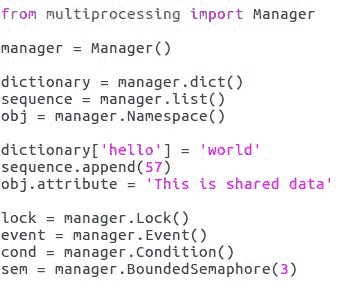 from multiprocessing import Manager
manager = Manager()
dictionary = manager.dict()
sequence = manager.list()
obj = manager.Namespace()
dictionary['hello'] = 'world'
sequence.append(57)
obj.attribute = 'This is shared data'
lock = manager.Lock()
event = manager.Event()
cond = manager.Condition()
sem = manager.BoundedSemaphore(3)